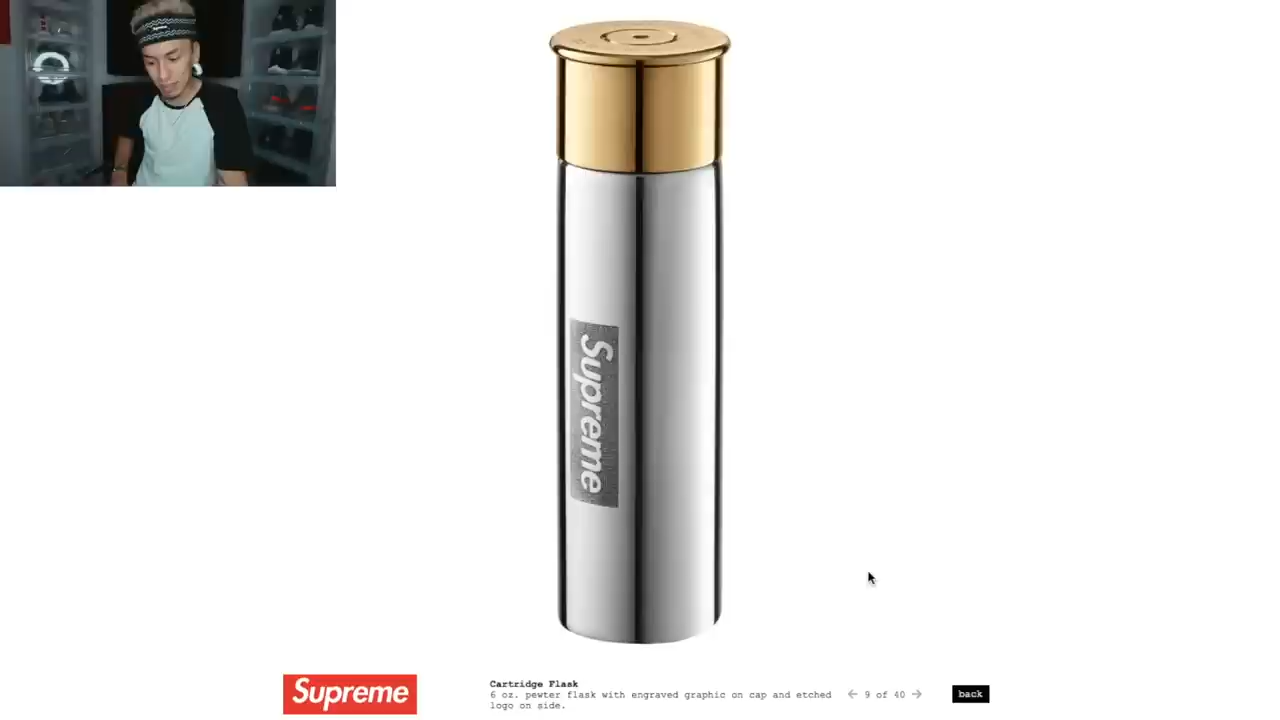 Supreme
Supreme
Cartridge Flask
6 oz. pewter flask with engraved graphic on cap and etched
logo on side.
9 of 40
back